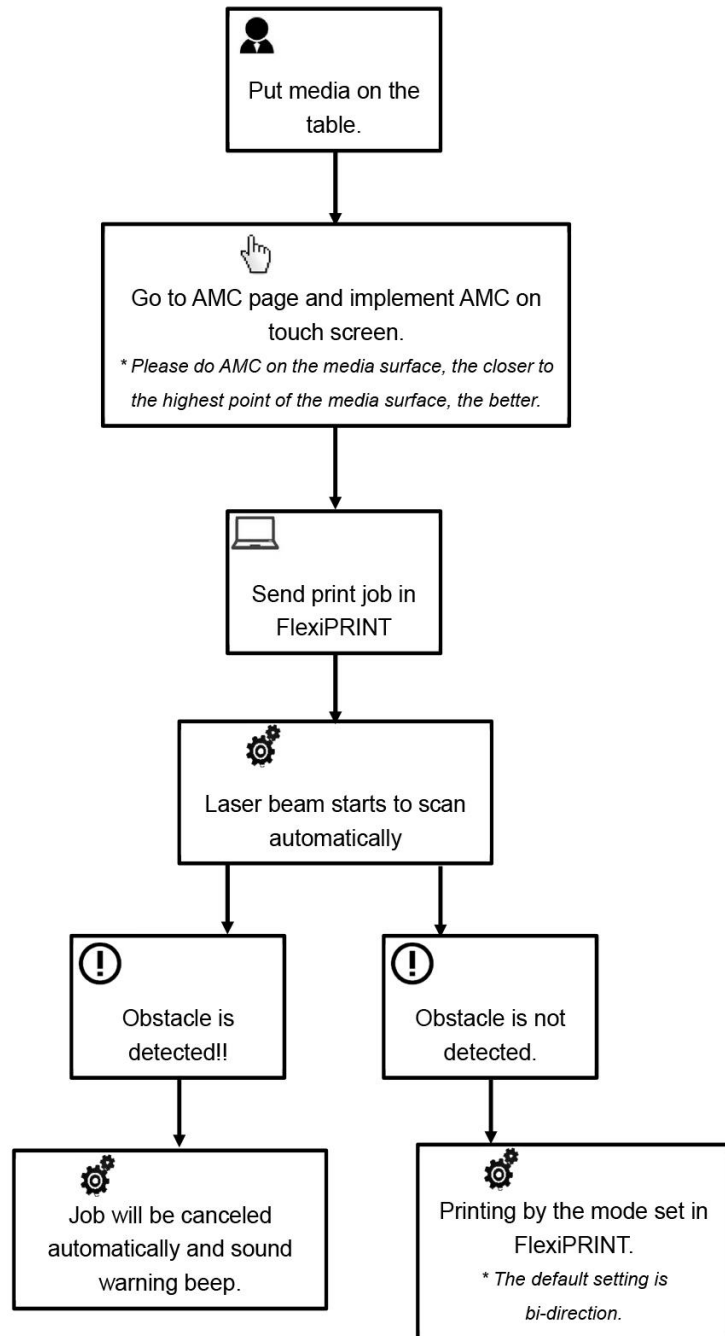 Put media on the
table.
Go to AMC page and implement AMC on
touch screen.
* Please do AMC on the media surface, the closer to
the highest point of the media surface, the better.
Send print job in
FlexiPRINT
Laser beam starts to scan
automatically
Obstacle is
detected!!
Obstacle is not
detected.
Job will be canceled
automatically and sound
warning beep.
Printing by the mode set in
FlexiPRINT.
* The default setting is
bi-direction.